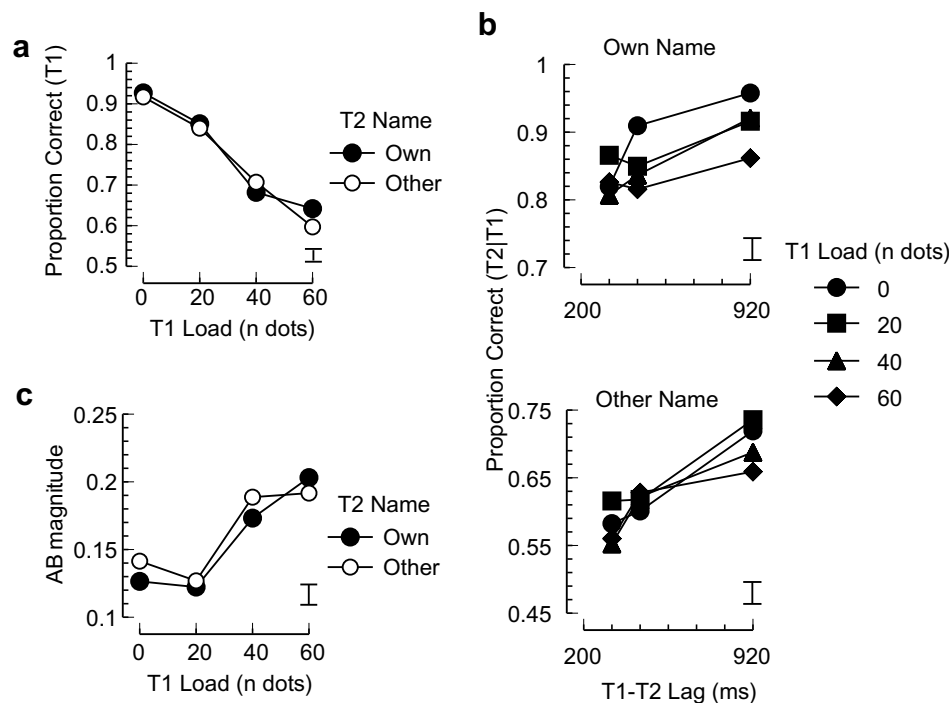 a
Proportion Correct (T1)
1
0.9
0.8
0.7
0.6
0.5
0 20 40 60
T1 Load (n dots)
T2 Name
Own
Other
b
Own Name
Proportion Correct (T2|T1)
1
0.9
0.8
0.7
200 920
T1 Load (n dots)
0
20
40
60
Other Name
0.75
0.65
0.55
0.45
200 920
T1-T2 Lag (ms)
c
AB magnitude
0.25
0.2
0.15
0.1
0 20 40 60
T1 Load (n dots)
T2 Name
Own
Other